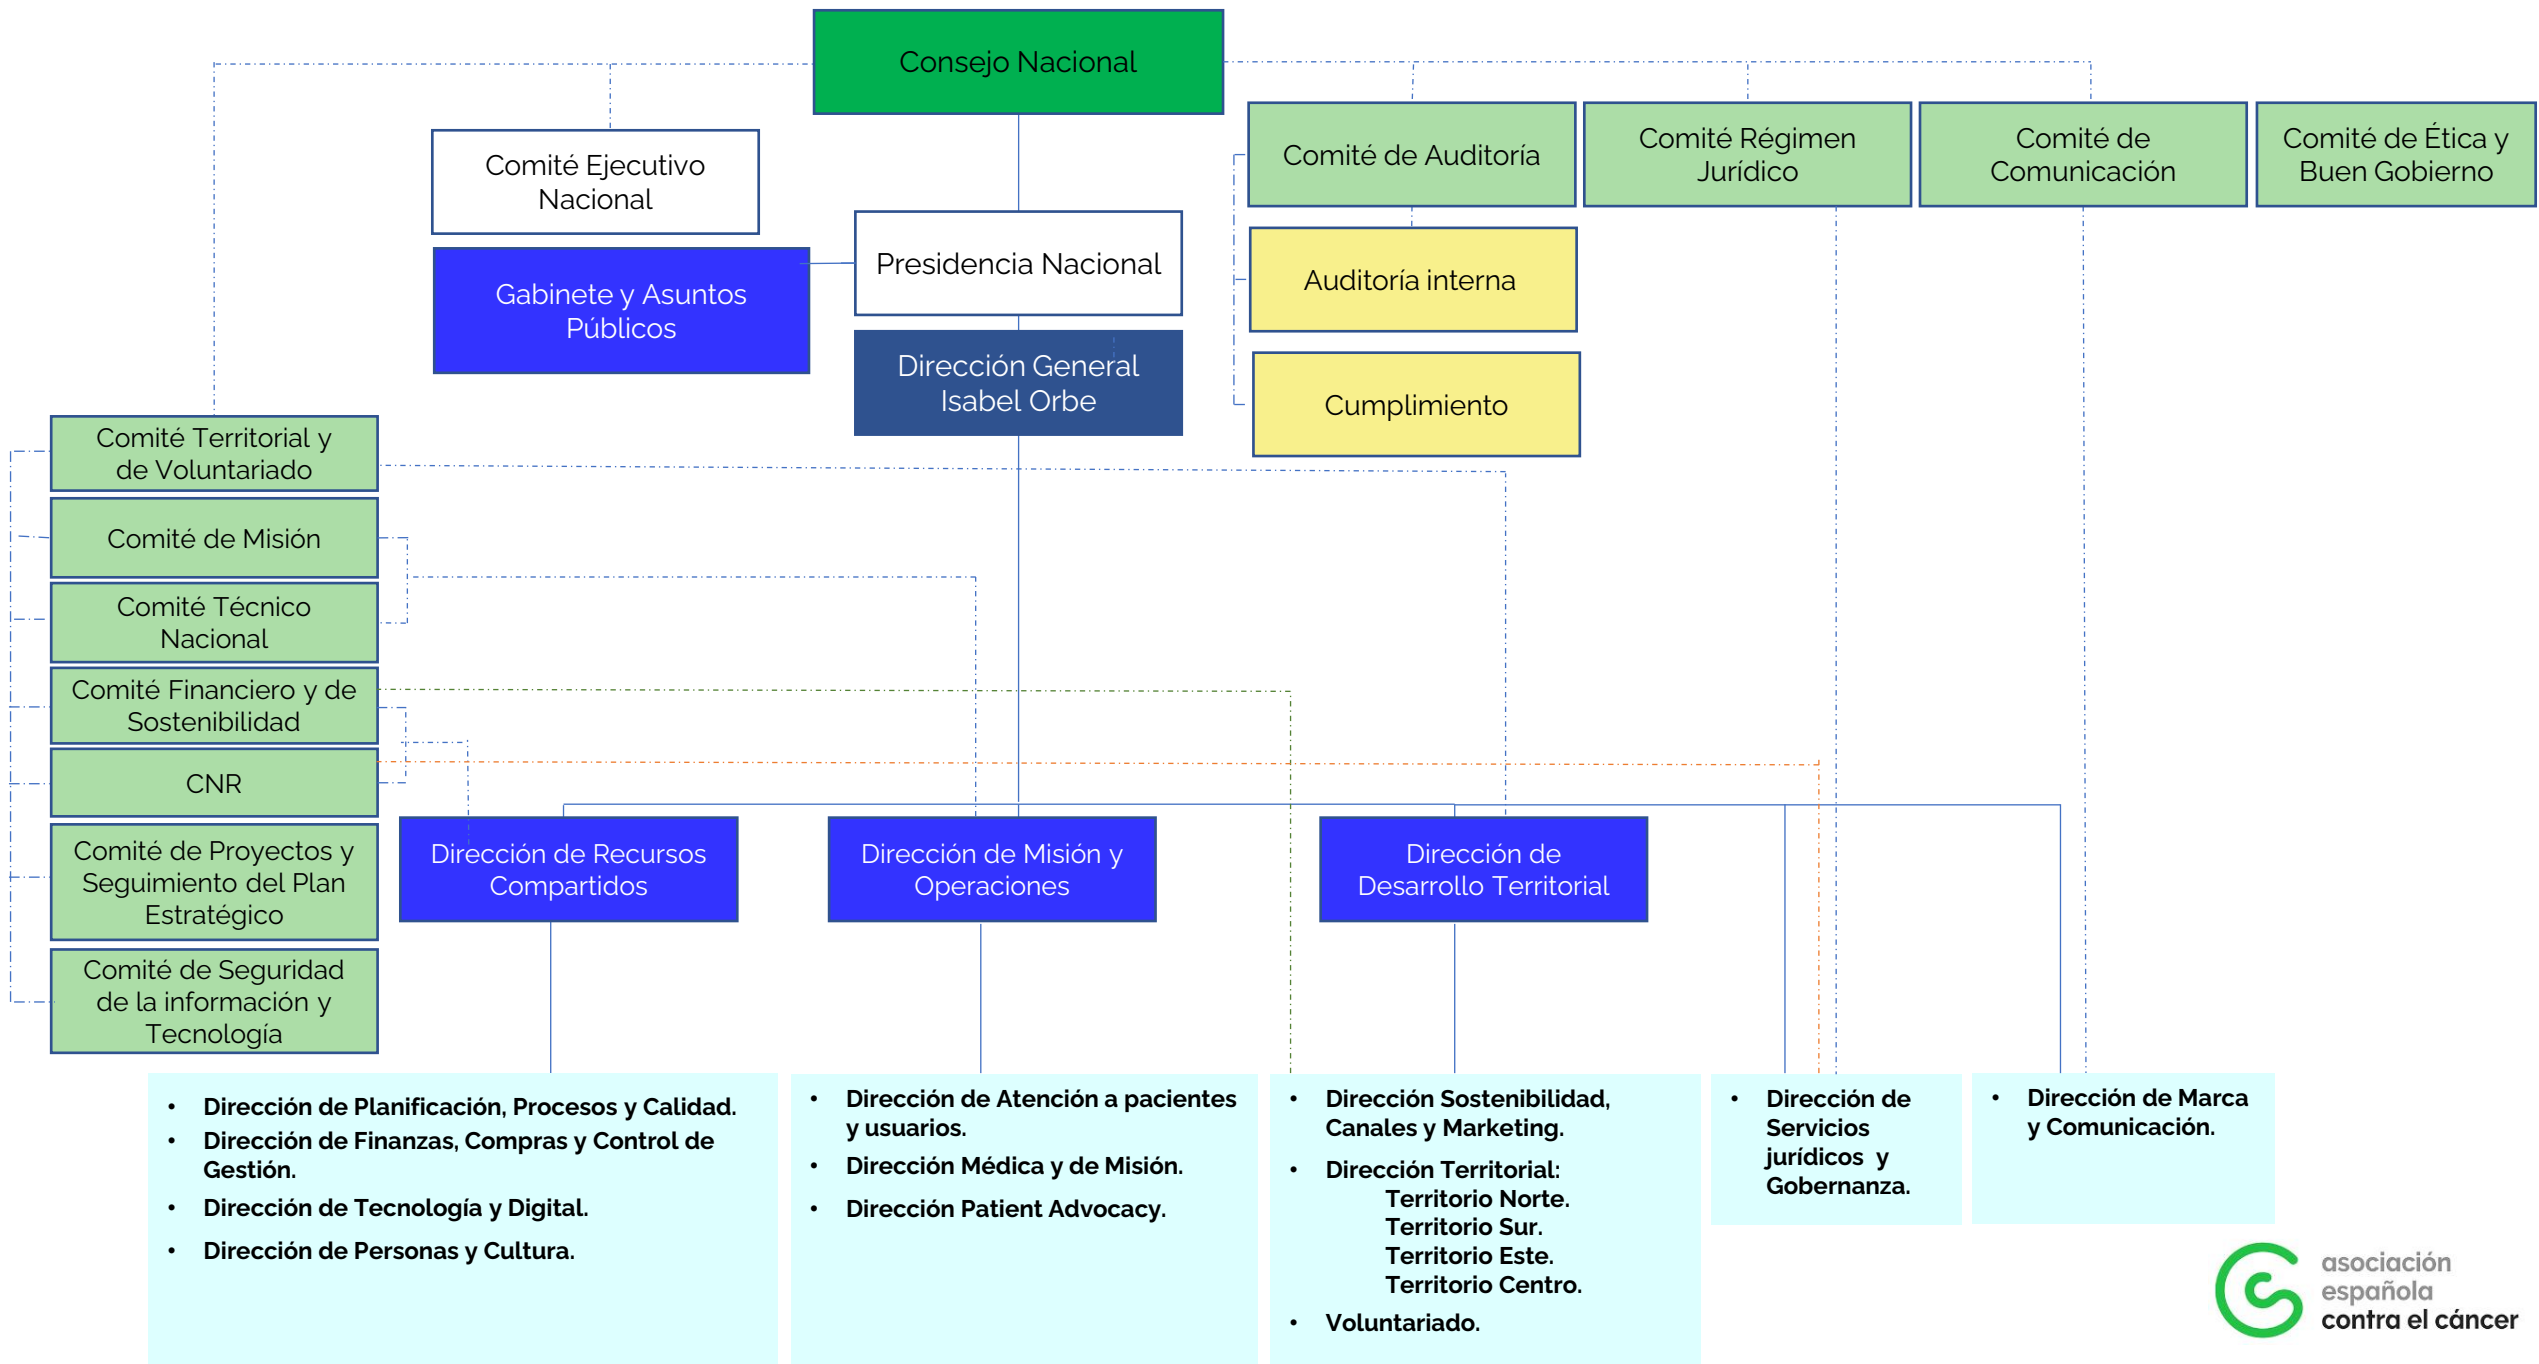 Consejo Nacional
Comité Ejecutivo
Nacional
Comité de Auditoría
Comité Régimen
Jurídico
Comité de
Comunicación
Comité de Ética y
Buen Gobierno
Presidencia Nacional
Gabinete y Asuntos
Públicos
Auditoría interna
Dirección General
Isabel Orbe
Cumplimiento
Comité Territorial y
de Voluntariado
Comité de Misión
Comité Técnico
Nacional
Comité Financiero y de
Sostenibilidad
CNR
Comité de Proyectos y
Seguimiento del Plan
Estratégico
Comité de Seguridad
de la información y
Tecnología
Dirección de Recursos
Compartidos
Dirección de Misión y
Operaciones
Dirección de
Desarrollo Territorial
• Dirección de Planificación, Procesos y Calidad.
• Dirección de Finanzas, Compras y Control de
Gestión.
• Dirección de Tecnología y Digital.
• Dirección de Personas y Cultura.
• Dirección de Atención a pacientes
y usuarios.
• Dirección Médica y de Misión.
• Dirección Patient Advocacy.
• Dirección Sostenibilidad,
Canales y Marketing.
• Dirección Territorial:
Territorio Norte.
Territorio Sur.
Territorio Este.
Territorio Centro.
• Voluntariado.
• Dirección de
Servicios
jurídicos y
Gobernanza.
• Dirección de Marca
y Comunicación.
asociación
española
contra el cáncer